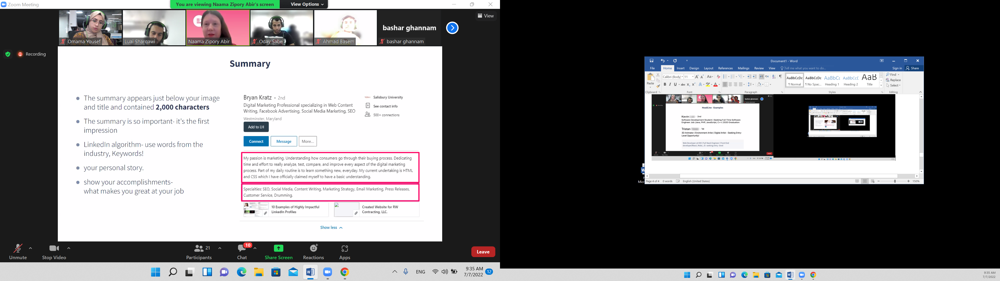 Zoom Meeting
You are viewing Naama Zipory Abir's screen
View Options
View
Omama Yousef
Luai Sharqawi
Naama Zipory Abir
Oday Sabe
Ahmad Basem
bashar ghannam
bashar ghannam
Recording
Summary
The summary appears just below your image
and title and contained 2,000 characters
The summary is so important- it's the first
impression
LinkedIn algorithm- use words from the
industry, Keywords!
your personal story.
show your accomplishments-
what makes you great at your job
Bryan Kratz • 2nd
Digital Marketing Professional specializing in Web Content
Writing, Facebook Advertising, Social Media Marketing, SEO
Westminster, Maryland
Add to LH
Connect
Message
More...
Salisbury University
See contact info
500+ connections
My passion is marketing. Understanding how consumers go through their buying process. Dedicating
time and effort to really analyze, test, compare, and improve every aspect of the digital marketing
process. Part of my daily routine is to learn something new, everyday. My current undertaking is HTML
and CSS which I have officially claimed myself to have a basic understanding.
Specialties: SEO, Social Media, Content Writing, Marketing Strategy, Email Marketing, Press Releases,
Customer Service, Drumming.
10 Examples of Highly Impactful
LinkedIn Profiles
Created Website for RW
Contracting, LLC.
Show less
Unmute
Stop Video
21
Participants
10
Chat
Share Screen
Reactions
Apps
Leave
ENG
9:35 AM
7/7/2022
12
Document1 - Word
File
Home
Insert
Design
Layout
References
Mailings
Review
View
Tell me what you want to do...
Sign in
Share
Paste
Calibri (Body)
11
AaBbCcDc
AaBbCcDc
AaBbCc
AaBbCcD
AaB
¶ Normal
¶ No Spac...
Heading 1
Heading 2
Title
Find
Replace
Select
Clipboard
Font
Paragraph
Styles
Editing
bashar ghannam
HeadLine - Examples
Kevin
2nd
Software Development Student | Seeking Full-Time Software
Engineer Job |Java, PHP, JavaScript, C++| 2020 Graduation
Tristan
1st
3D Animator / Environment Artist / Digital Artist - Seeking Entry-
Level Opportunity!
Web Developer at XXX | Full Stack Engineer | Front End
developer/React, Mobx, JS- seeking entry -level
Page 4 of 4
0 words
English (United States)
150%
9:35 AM
7/7/2022